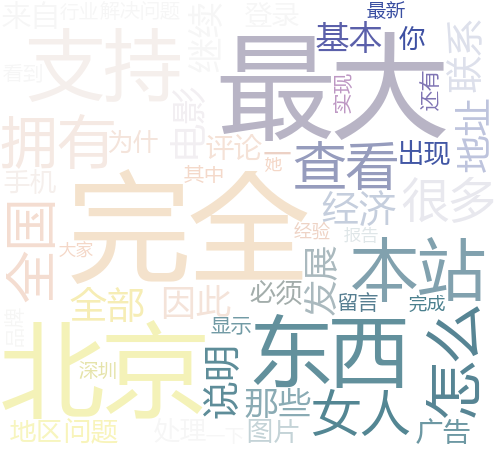 来自 行业 解决问题 登录 最新
支持 继续 基本 你 联系
看到 最大 实现 还有
拥有 为什 电影 评论 查看 出现 地址
手机 其中 她
完全 经济 很多
全国 大家 经验 报告
品牌 全部 因此 必须 发展 本站
留言 完成
北京 显示 东西 怎么
深圳 说明 那些 女人
地区 问题 处理 一下 图片 广告